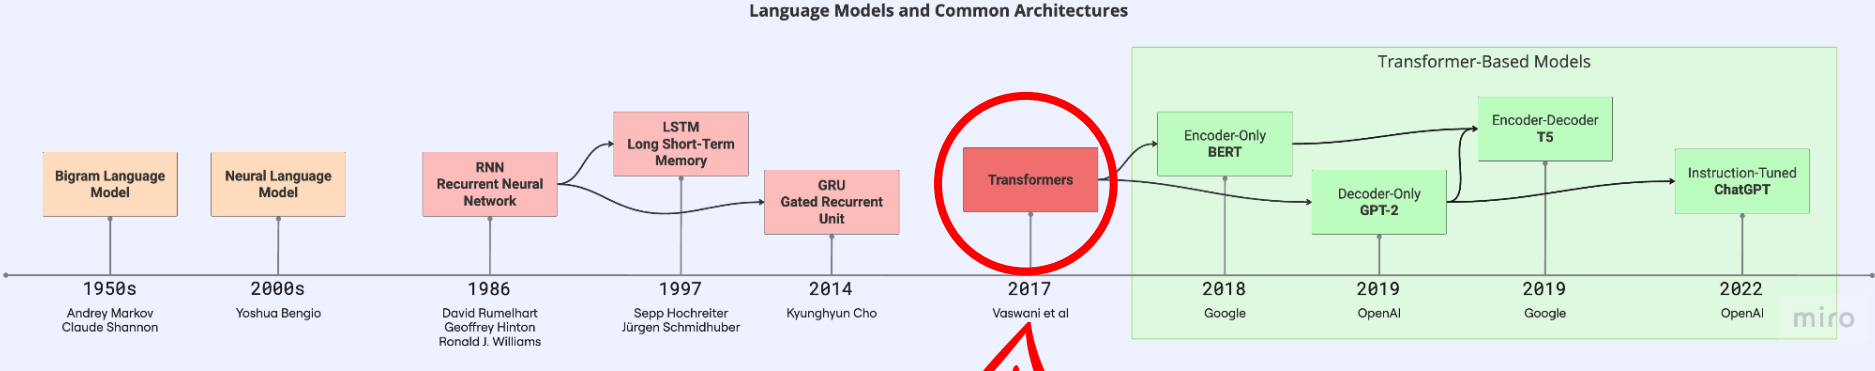 Language Models and Common Architectures
Transformer-Based Models
Bigram Language
Model
Neural Language
Model
RNN
Recurrent Neural
Network
LSTM
Long Short-Term
Memory
GRU
Gated Recurrent
Unit
Transformers
Encoder-Only
BERT
Decoder-Only
GPT-2
Encoder-Decoder
T5
Instruction-Tuned
ChatGPT
1950s
Andrey Markov
Claude Shannon
2000s
Yoshua Bengio
1986
David Rumelhart
Geoffrey Hinton
Ronald J. Williams
1997
Sepp Hochreiter
Jürgen Schmidhuber
2014
Kyunghyun Cho
2017
Vaswani et al
2018
Google
2019
OpenAI
2019
Google
2022
OpenAI
miro